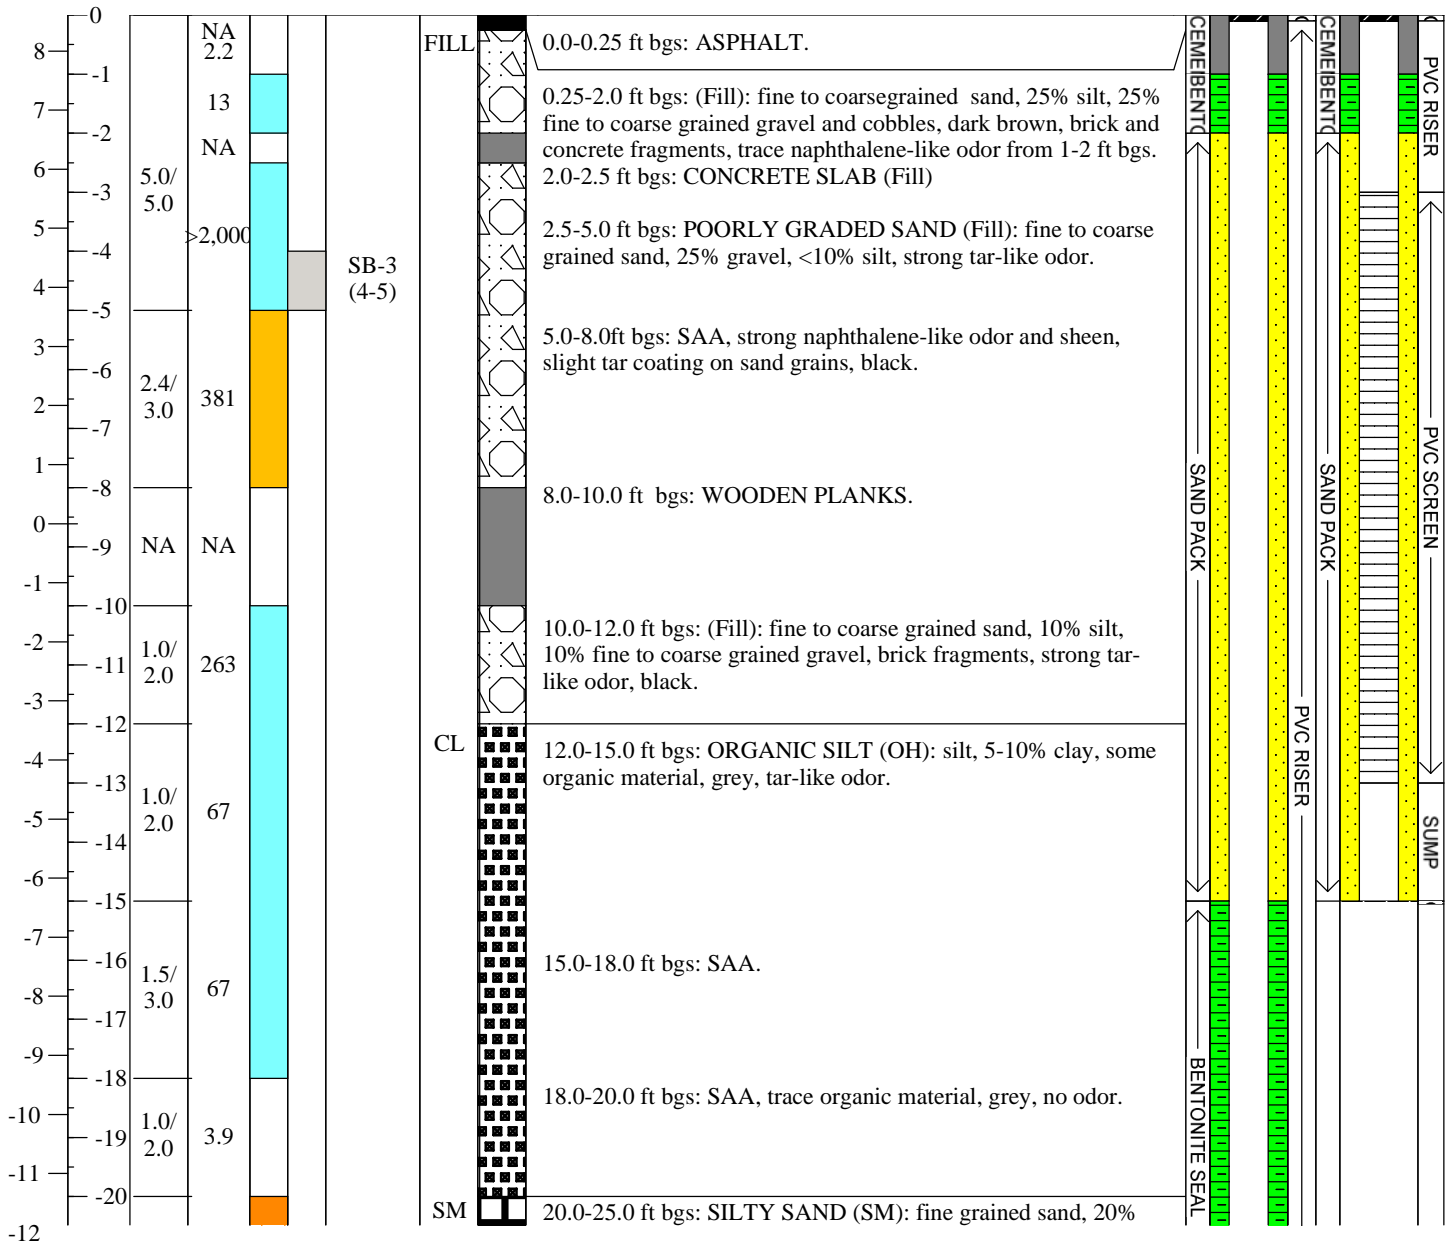 0
8
-1
7
-2
6
-3
5
-4
4
-5
3
-6
2
-7
1
-8
0
-9
-1
-10
-2
-11
-3
-12
-4
-13
-5
-14
-6
-15
-7
-16
-8
-17
-9
-18
-10
-19
-11
-20
-12
5.0/
5.0
2.4/
3.0
NA
1.0/
2.0
1.0/
2.0
1.5/
3.0
1.0/
2.0
NA
2.2
13
NA
>2,000
381
NA
263
67
67
3.9
SB-3
(4-5)
FILL
CL
SM
0.0-0.25 ft bgs: ASPHALT.
0.25-2.0 ft bgs: (Fill): fine to coarsegrained sand, 25% silt, 25%
fine to coarse grained gravel and cobbles, dark brown, brick and
concrete fragments, trace naphthalene-like odor from 1-2 ft bgs.
2.0-2.5 ft bgs: CONCRETE SLAB (Fill)
2.5-5.0 ft bgs: POORLY GRADED SAND (Fill): fine to coarse
grained sand, 25% gravel, <10% silt, strong tar-like odor.
5.0-8.0ft bgs: SAA, strong naphthalene-like odor and sheen,
slight tar coating on sand grains, black.
8.0-10.0 ft bgs: WOODEN PLANKS.
10.0-12.0 ft bgs: (Fill): fine to coarse grained sand, 10% silt,
10% fine to coarse grained gravel, brick fragments, strong tar-
like odor, black.
12.0-15.0 ft bgs: ORGANIC SILT (OH): silt, 5-10% clay, some
organic material, grey, tar-like odor.
15.0-18.0 ft bgs: SAA.
18.0-20.0 ft bgs: SAA, trace organic material, grey, no odor.
20.0-25.0 ft bgs: SILTY SAND (SM): fine grained sand, 20%
SAND PACK
BENTONITE SEAL
PVC RISER
SAND PACK
PVC RISER
PVC SCREEN
SUMP